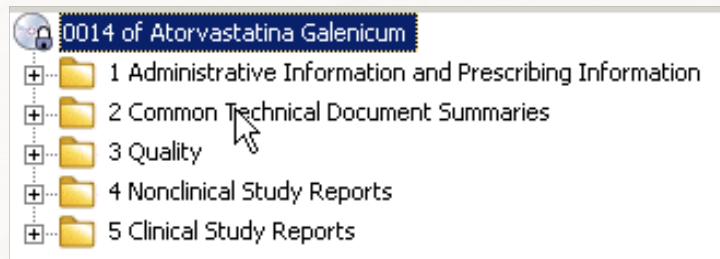 0014 of Atorvastatina Galenicum
1 Administrative Information and Prescribing Information
2 Common Technical Document Summaries
3 Quality
4 Nonclinical Study Reports
5 Clinical Study Reports